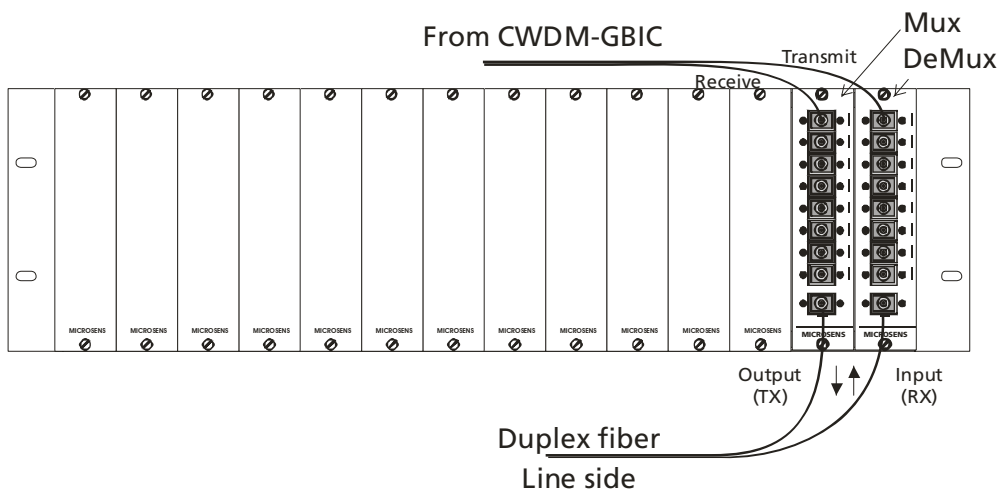 From CWDM-GBIC
Transmit
Receive
Mux
DeMux
MICROSENS
MICROSENS
MICROSENS
MICROSENS
MICROSENS
MICROSENS
MICROSENS
MICROSENS
MICROSENS
MICROSENS
MICROSENS
MICROSENS
MICROSENS
MICROSENS
Output
(TX)
Input
(RX)
Duplex fiber
Line side